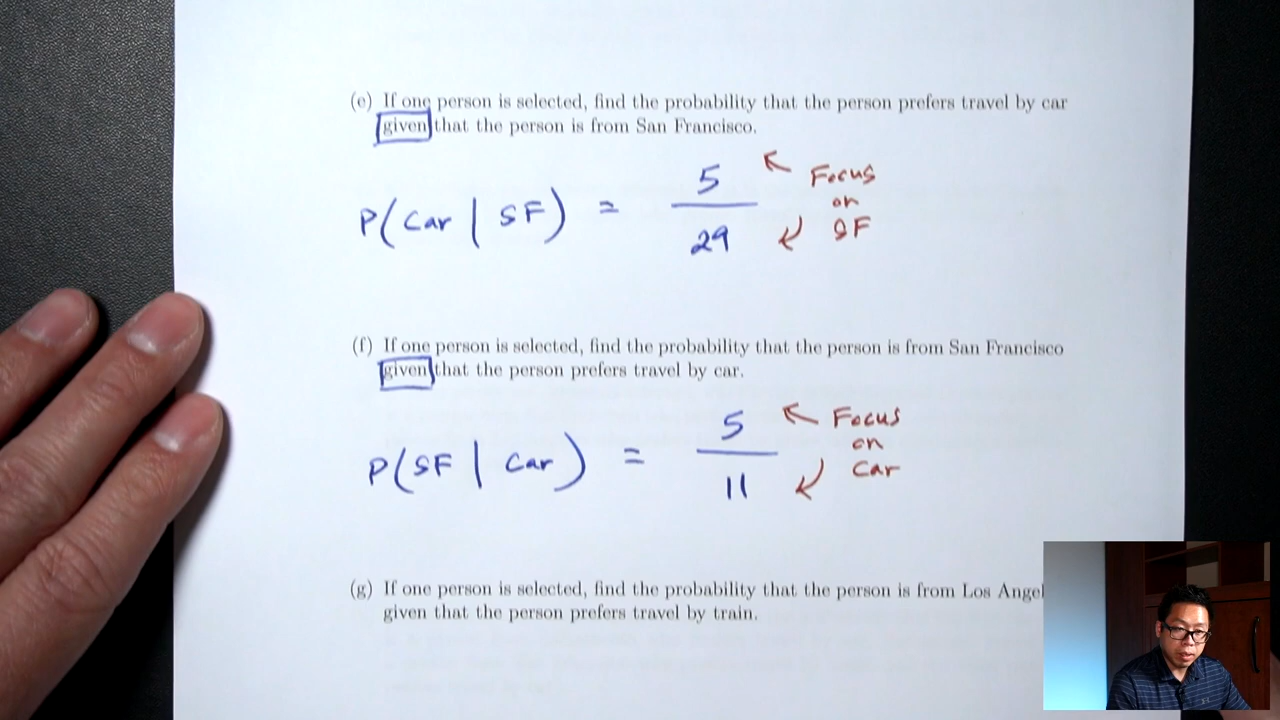 (e) If one person is selected, find the probability that the person prefers travel by car
given that the person is from San Francisco.
P(Car | SF) = 5/29
Focus
on
SF
(f) If one person is selected, find the probability that the person is from San Francisco
given that the person prefers travel by car.
P(SF | Car) = 5/11
Focus
on
Car
(g) If one person is selected, find the probability that the person is from Los Angel
given that the person prefers travel by train.